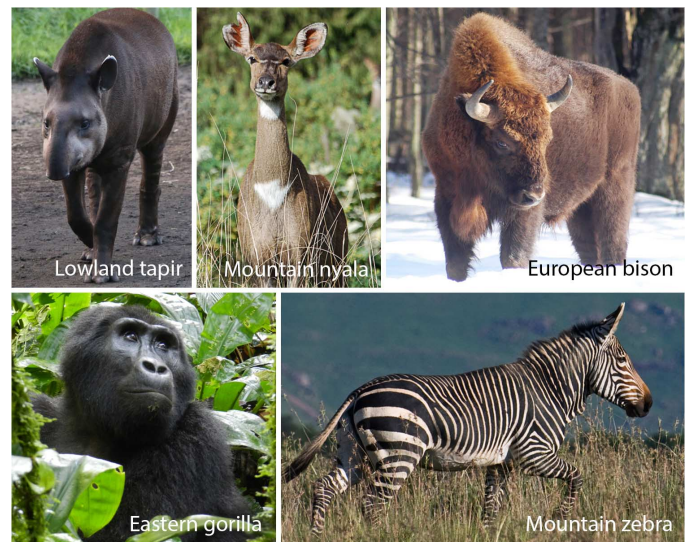 Lowland tapir
Mountain nyala
European bison
Eastern gorilla
Mountain zebra